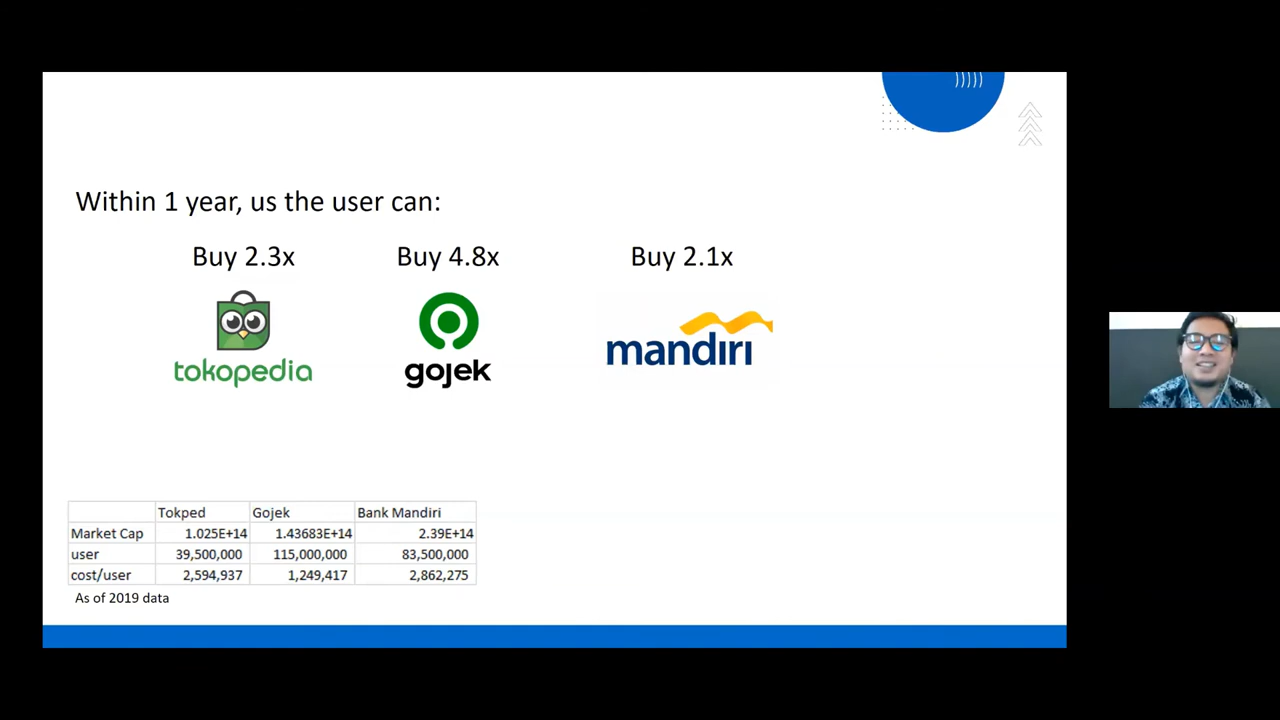 Within 1 year, us the user can:
Buy 2.3x Buy 4.8x Buy 2.1x
tokopedia gojek mandırı
Tokped Gojek Bank Mandiri
Market Cap 1.025E+14 1.43683E+14 2.39E+14
user 39,500,000 115,000,000 83,500,000
cost/user 2,594,937 1,249,417 2,862,275
As of 2019 data